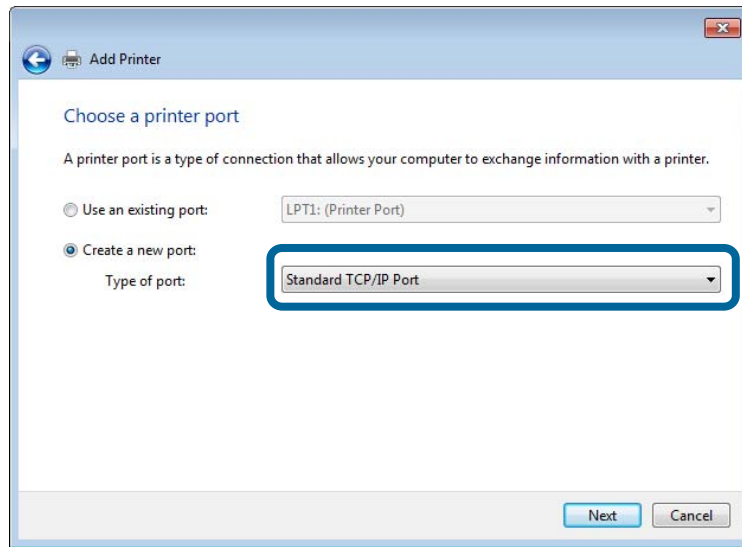 Add Printer
Choose a printer port
A printer port is a type of connection that allows your computer to exchange information with a printer.
Use an existing port: LPT1: (Printer Port)
Create a new port:
Type of port: Standard TCP/IP Port
Next Cancel